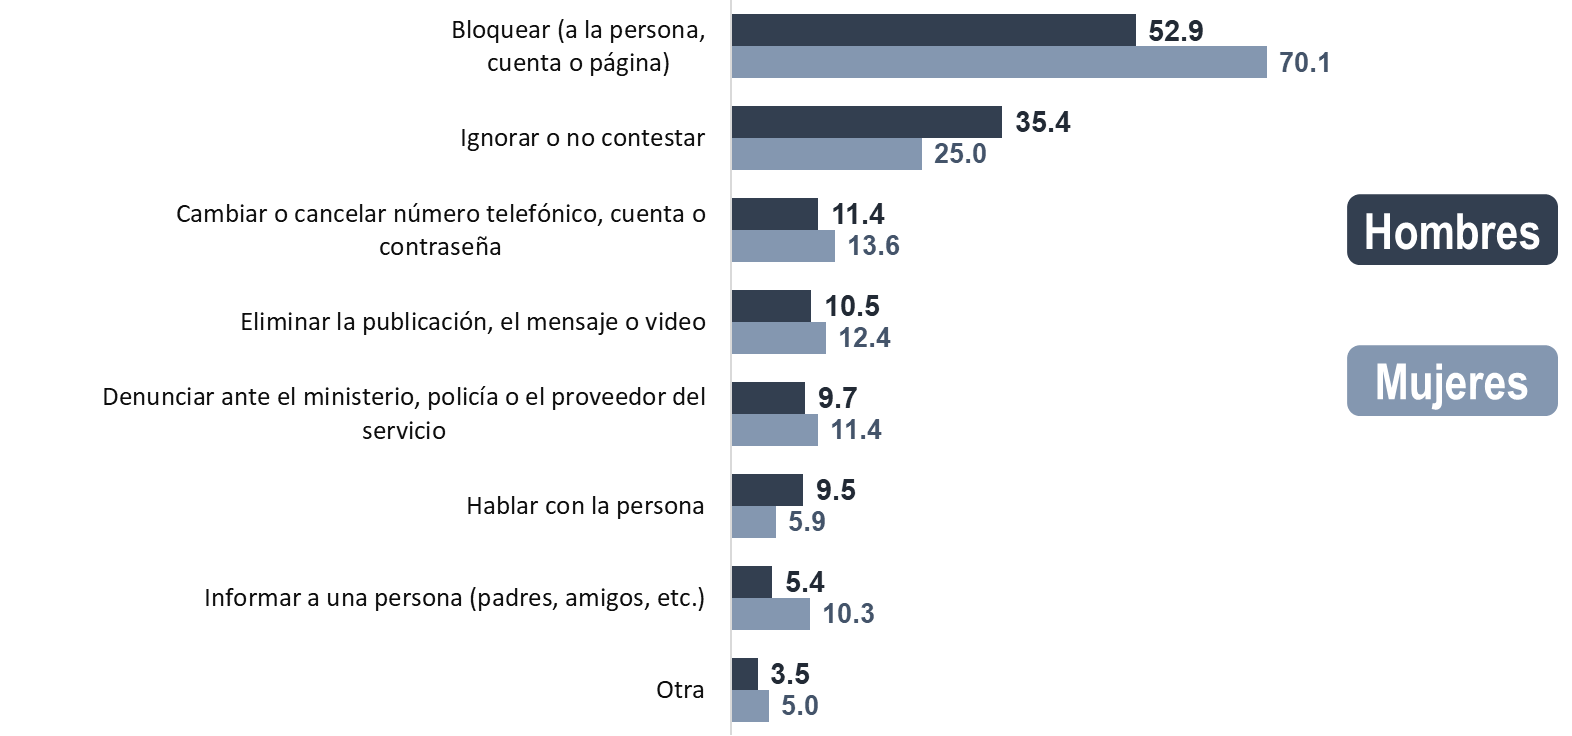 Bloquear (a la persona,
cuenta o página)
52.9
70.1
Ignorar o no contestar
35.4
25.0
Cambiar o cancelar número telefónico, cuenta o
contraseña
11.4
13.6
Hombres
Eliminar la publicación, el mensaje o video
10.5
12.4
Mujeres
Denunciar ante el ministerio, policía o el proveedor del
servicio
9.7
11.4
Hablar con la persona
9.5
5.9
Informar a una persona (padres, amigos, etc.)
5.4
10.3
Otra
3.5
5.0